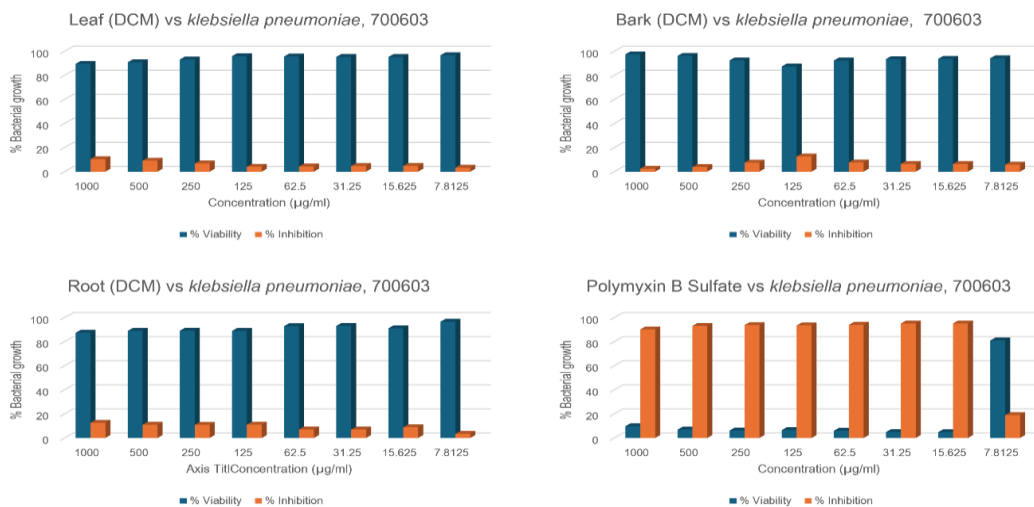 Leaf (DCM) vs klebsiella pneumoniae, 700603
% Bacterial growth
100
80
60
40
20
0
1000 500 250 125 62.5 31.25 15.625 7.8125
Concentration (µg/ml)
% Viability % Inhibition
Bark (DCM) vs klebsiella pneumoniae, 700603
% Bacterial growth
100
80
60
40
20
0
1000 500 250 125 62.5 31.25 15.625 7.8125
Concentration (µg/ml)
% Viability % Inhibition
Root (DCM) vs klebsiella pneumoniae, 700603
% Bacterial growth
100
80
60
40
20
0
1000 500 250 125 62.5 31.25 15.625 7.8125
Axis TitlConcentration (µg/ml)
% Viability % Inhibition
Polymyxin B Sulfate vs klebsiella pneumoniae, 700603
% Bacterial growth
100
80
60
40
20
0
1000 500 250 125 62.5 31.25 15.625 7.8125
Concentration (µg/ml)
% Viability % Inhibition